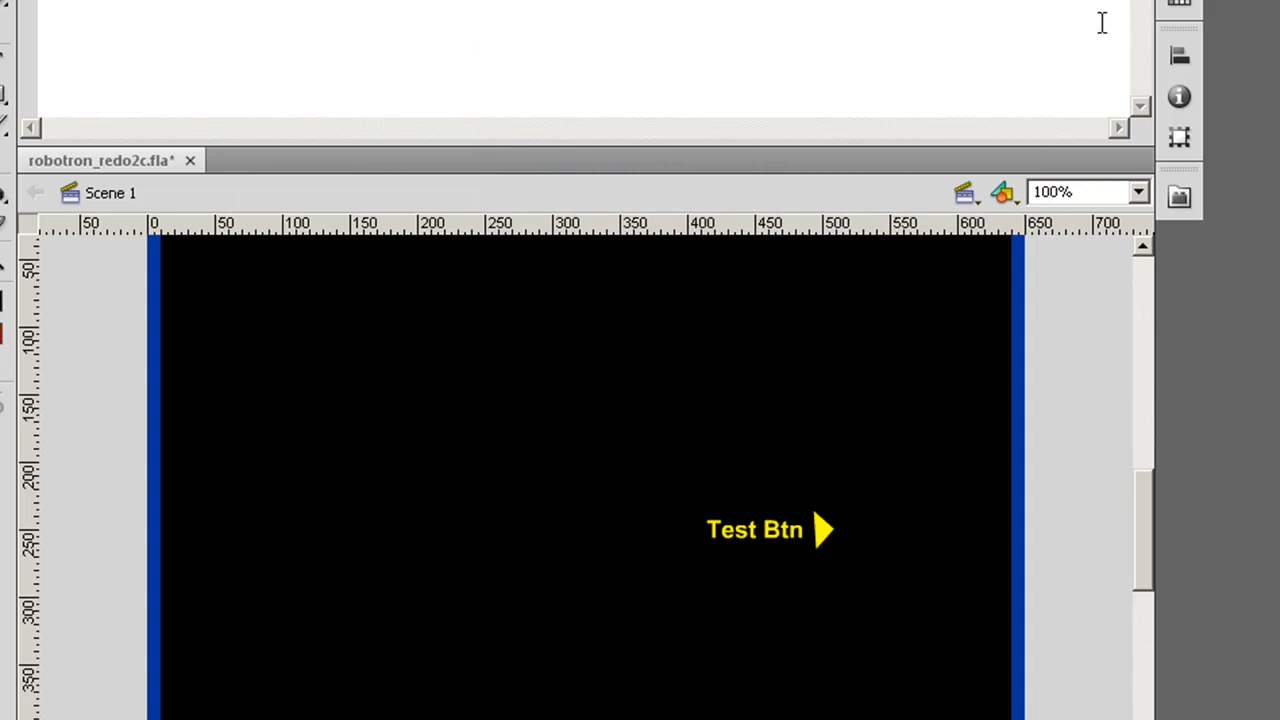 robotron_redo2c.fla*
Scene 1
100%
50 0 50 100 150 200 250 300 350 400 450 500 550 600 650 700
50
100
150
200
250
300
350
Test Btn